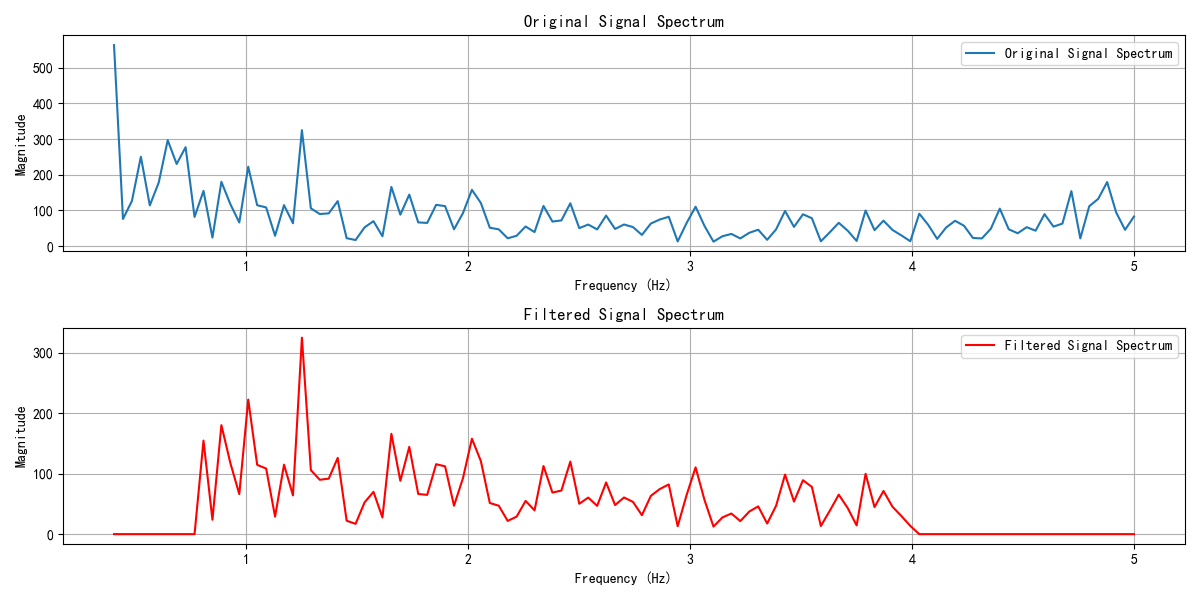 Original Signal Spectrum
Original Signal Spectrum
500
400
300
200
100
0
Magnitude
1 2 3 4 5
Frequency (Hz)
Filtered Signal Spectrum
Filtered Signal Spectrum
300
200
100
0
Magnitude
1 2 3 4 5
Frequency (Hz)